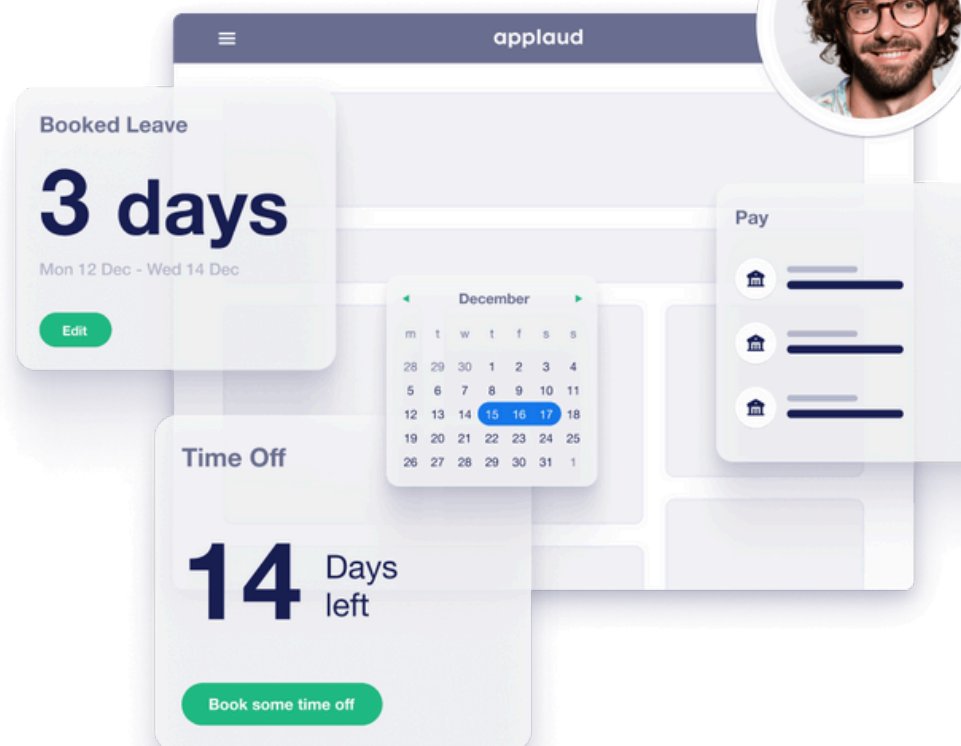 applaud
Booked Leave
3 days
Mon 12 Dec - Wed 14 Dec
Edit
Pay
December
m t w t f s s
28 29 30 1 2 3 4
5 6 7 8 9 10 11
12 13 14 15 16 17 18
19 20 21 22 23 24 25
26 27 28 29 30 31 1
Time Off
14 Days left
Book some time off